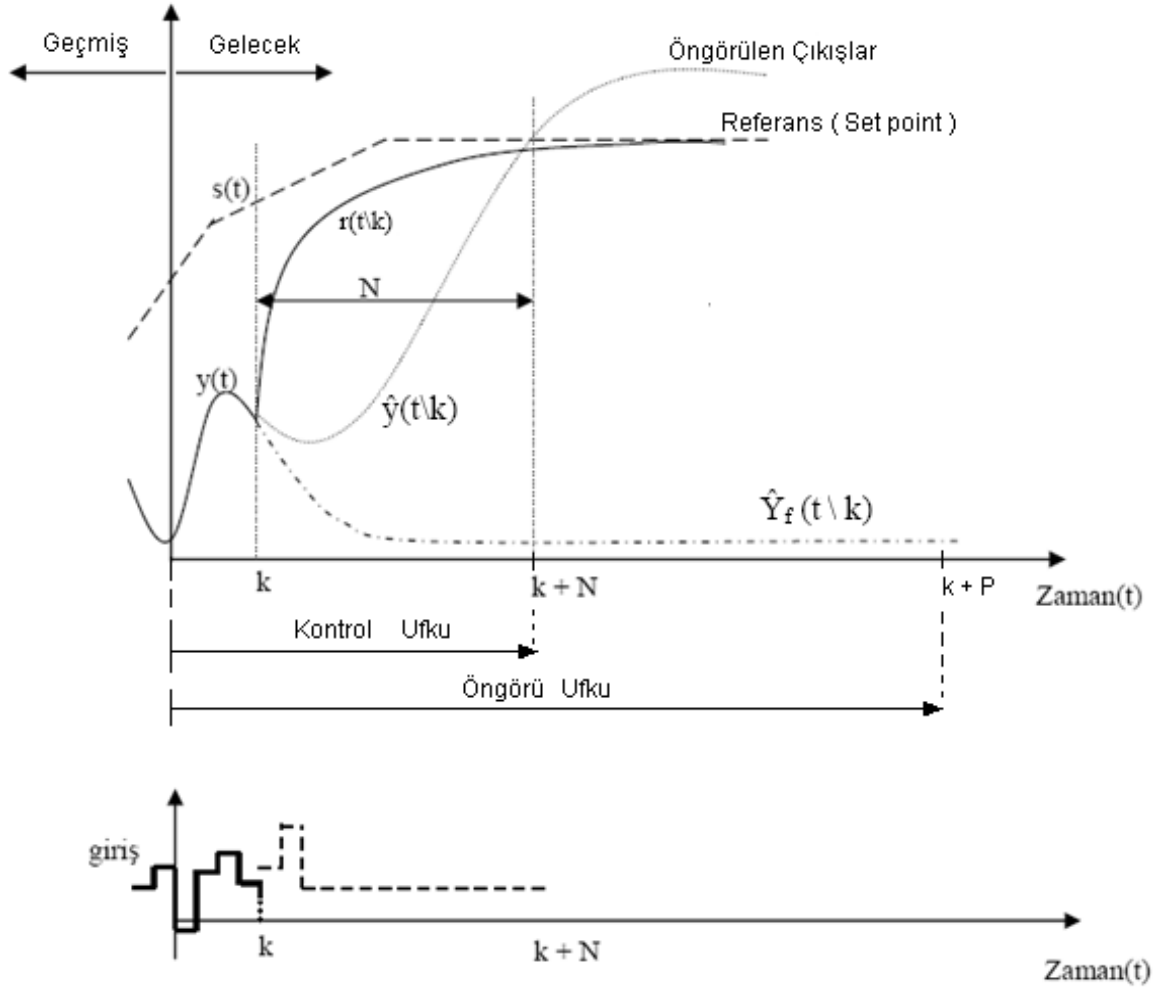 Geçmiş
Gelecek
Öngörülen Çıkışlar
Referans ( Set point )
s(t)
r(t\k)
N
y(t)
ŷ(t\k)
Ŷf (t \ k)
k
k + N
k + P
Zaman(t)
Kontrol Ufku
Öngörü Ufku
giriş
k
k + N
Zaman(t)